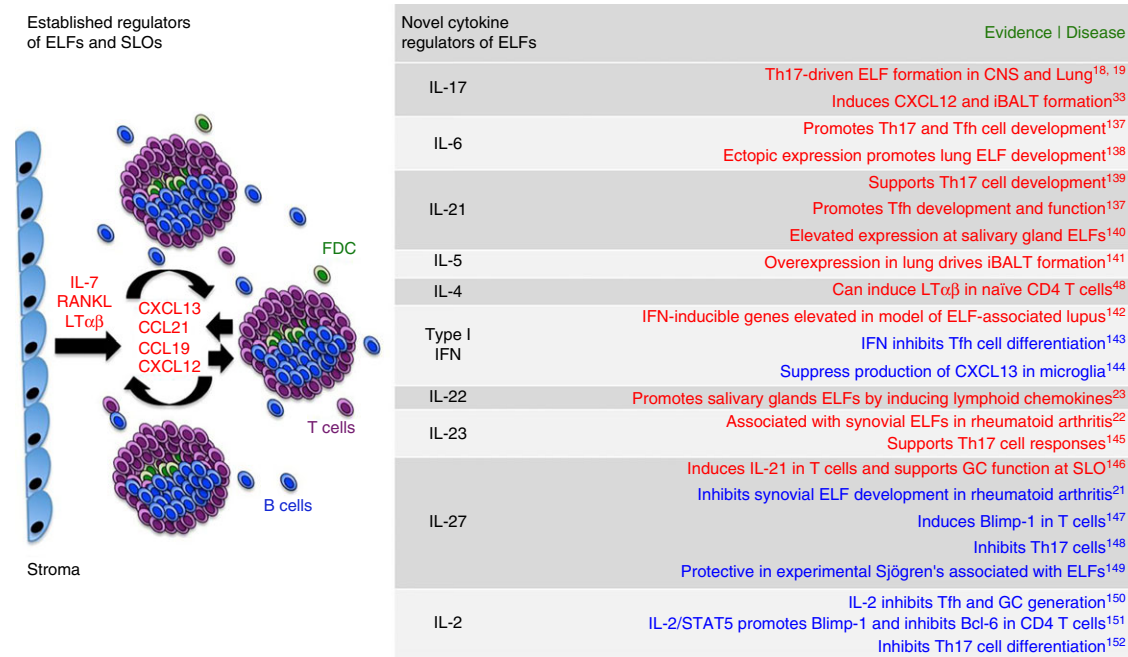 Established regulators
of ELFs and SLOs
FDC
IL-7
RANKL
LTαβ
CXCL13
CCL21
CCL19
CXCL12
T cells
B cells
Stroma
Novel cytokine
regulators of ELFs
Evidence | Disease
IL-17
Th17-driven ELF formation in CNS and Lung18, 19
Induces CXCL12 and iBALT formation33
IL-6
Promotes Th17 and Tfh cell development137
Ectopic expression promotes lung ELF development138
IL-21
Supports Th17 cell development139
Promotes Tfh development and function137
Elevated expression at salivary gland ELFs140
IL-5
Overexpression in lung drives iBALT formation141
IL-4
Can induce LTαβ in naïve CD4 T cells48
Type I
IFN
IFN-inducible genes elevated in model of ELF-associated lupus142
IFN inhibits Tfh cell differentiation143
Suppress production of CXCL13 in microglia144
IL-22
Promotes salivary glands ELFs by inducing lymphoid chemokines23
IL-23
Associated with synovial ELFs in rheumatoid arthritis22
Supports Th17 cell responses145
IL-27
Induces IL-21 in T cells and supports GC function at SLO146
Inhibits synovial ELF development in rheumatoid arthritis21
Induces Blimp-1 in T cells147
Inhibits Th17 cells148
Protective in experimental Sjögren's associated with ELFs149
IL-2
IL-2 inhibits Tfh and GC generation150
IL-2/STAT5 promotes Blimp-1 and inhibits Bcl-6 in CD4 T cells151
Inhibits Th17 cell differentiation152